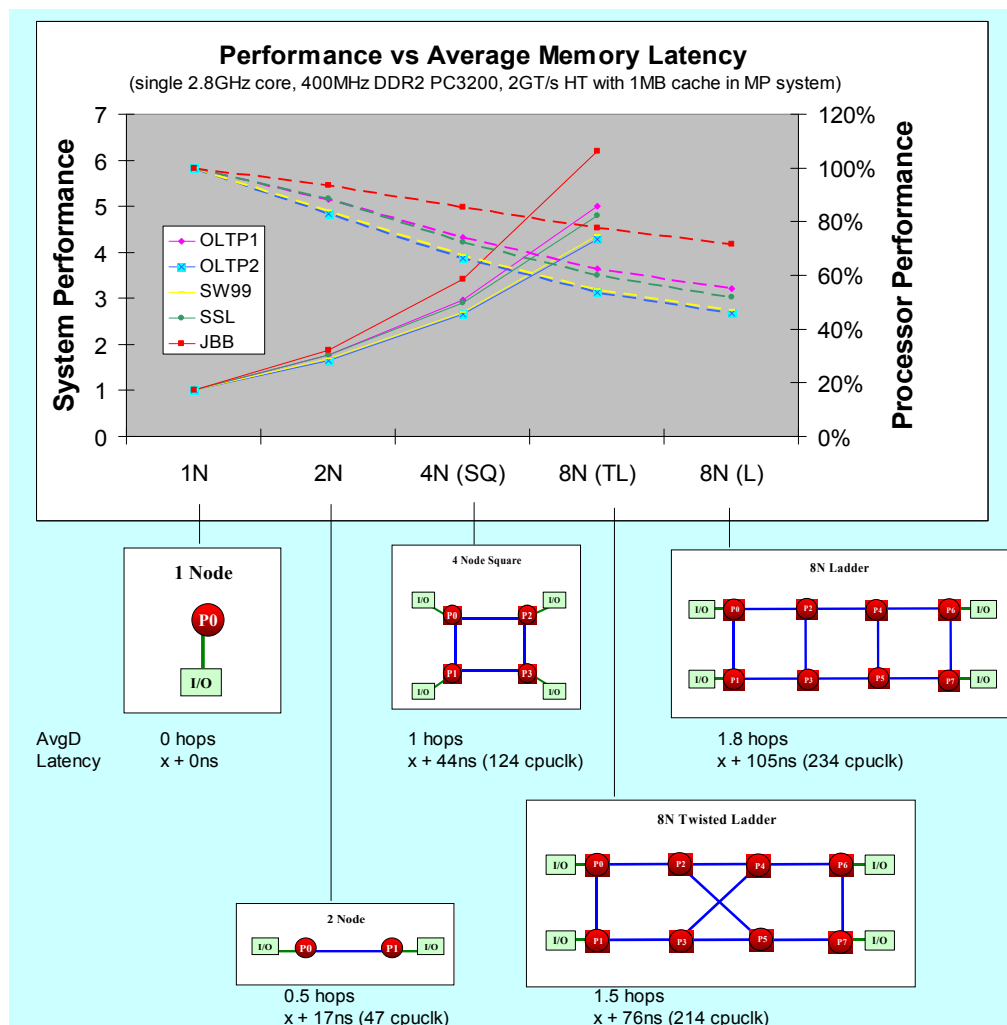 Performance vs Average Memory Latency
(single 2.8GHz core, 400MHz DDR2 PC3200, 2GT/s HT with 1MB cache in MP system)
System Performance
7
6
5
4
3
2
1
0
OLTP1
OLTP2
SW99
SSL
JBB
120%
100%
80%
60%
40%
20%
0%
Processor Performance
1N
2N
4N (SQ)
8N (TL)
8N (L)
1 Node
P0
I/O
4 Node Square
I/O
I/O
P0
P2
P1
P3
I/O
I/O
8N Ladder
I/O
P0
P2
P4
P6
I/O
I/O
P1
P3
P5
P7
I/O
AvgD
Latency
0 hops
x + 0ns
1 hops
x + 44ns (124 cpuclk)
1.8 hops
x + 105ns (234 cpuclk)
8N Twisted Ladder
I/O
P0
P2
P4
P6
I/O
I/O
P1
P3
P5
P7
I/O
2 Node
I/O
P0
P1
I/O
0.5 hops
x + 17ns (47 cpuclk)
1.5 hops
x + 76ns (214 cpuclk)